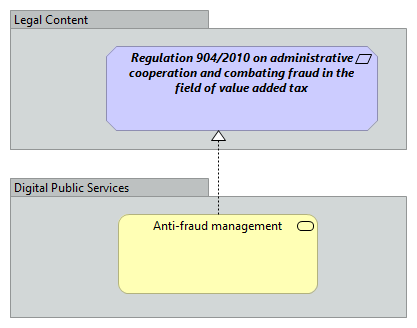 Legal Content
Regulation 904/2010 on administrative
cooperation and combating fraud in the
field of value added tax
Digital Public Services
Anti-fraud management